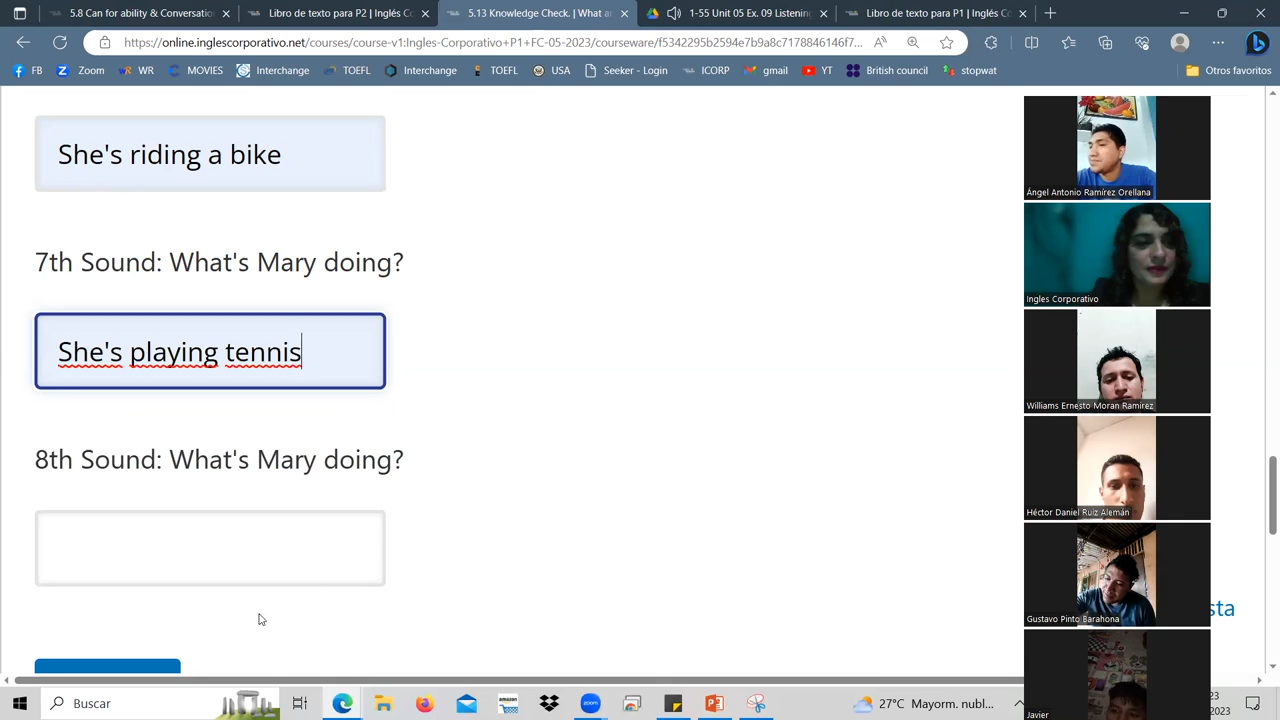 5.8 Can for ability & Conversatio
Libro de texto para P2 | Inglés Co
5.13 Knowledge Check. | What ar
1-55 Unit 05 Ex. 09 Listening
Libro de texto para P1 | Inglés Co
https://online.inglescorporativo.net/courses/course-v1:Ingles-Corporativo+P1+FC-05-2023/courseware/f5342295b2594e7b9a8c7178846146f7...
FB
Zoom
WR
MOVIES
Interchange
TOEFL
Interchange
TOEFL
USA
Seeker - Login
ICORP
gmail
YT
British council
stopwat
Otros favoritos
She's riding a bike
7th Sound: What's Mary doing?
She's playing tennis
8th Sound: What's Mary doing?
Ángel Antonio Ramírez Orellana
Ingles Corporativo
Williams Ernesto Moran Ramirez
Héctor Daniel Ruiz Alemán
Gustavo Pinto Barahona
Javier
sta
Buscar
27°C Mayorm. nubl...
23
2023